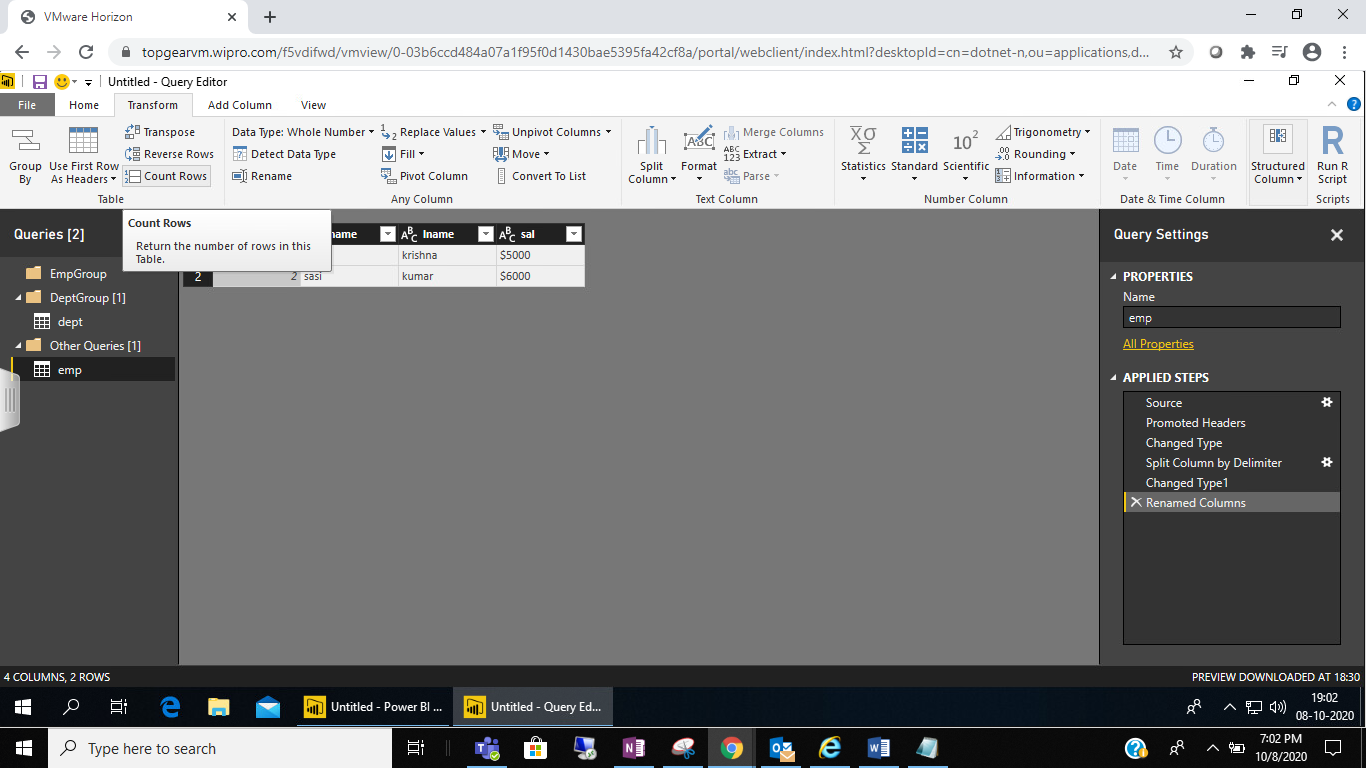 VMware Horizon
topgearvm.wipro.com/f5vdifwd/vmview/0-03b6ccd484a07a1f95f0d1430bae5395fa42cf8a/portal/webclient/index.html?desktopId=cn=dotnet-n,ou=applications,d...
Untitled - Query Editor
File Home Transform Add Column View
Group By
Use First Row As Headers
Transpose
Reverse Rows
Count Rows
Table
Data Type: Whole Number
Detect Data Type
Rename
Replace Values
Fill
Pivot Column
Unpivot Columns
Move
Convert To List
Any Column
Split Column
Format
Merge Columns
Extract
Parse
Text Column
Statistics
Standard
Scientific
Trigonometry
Rounding
Information
Number Column
Date
Time
Duration
Date & Time Column
Structured Column
Run R Script
Scripts
Queries [2]
EmpGroup
DeptGroup [1]
dept
Other Queries [1]
emp
Count Rows
Return the number of rows in this
Table.
name lname sal
krishna $5000
2 2 sasi kumar $6000
Query Settings
PROPERTIES
Name
emp
All Properties
APPLIED STEPS
Source
Promoted Headers
Changed Type
Split Column by Delimiter
Changed Type1
Renamed Columns
4 COLUMNS, 2 ROWS
PREVIEW DOWNLOADED AT 18:30
Untitled - Power BI ...
Untitled - Query Ed...
19:02
08-10-2020
Type here to search
7:02 PM
10/8/2020